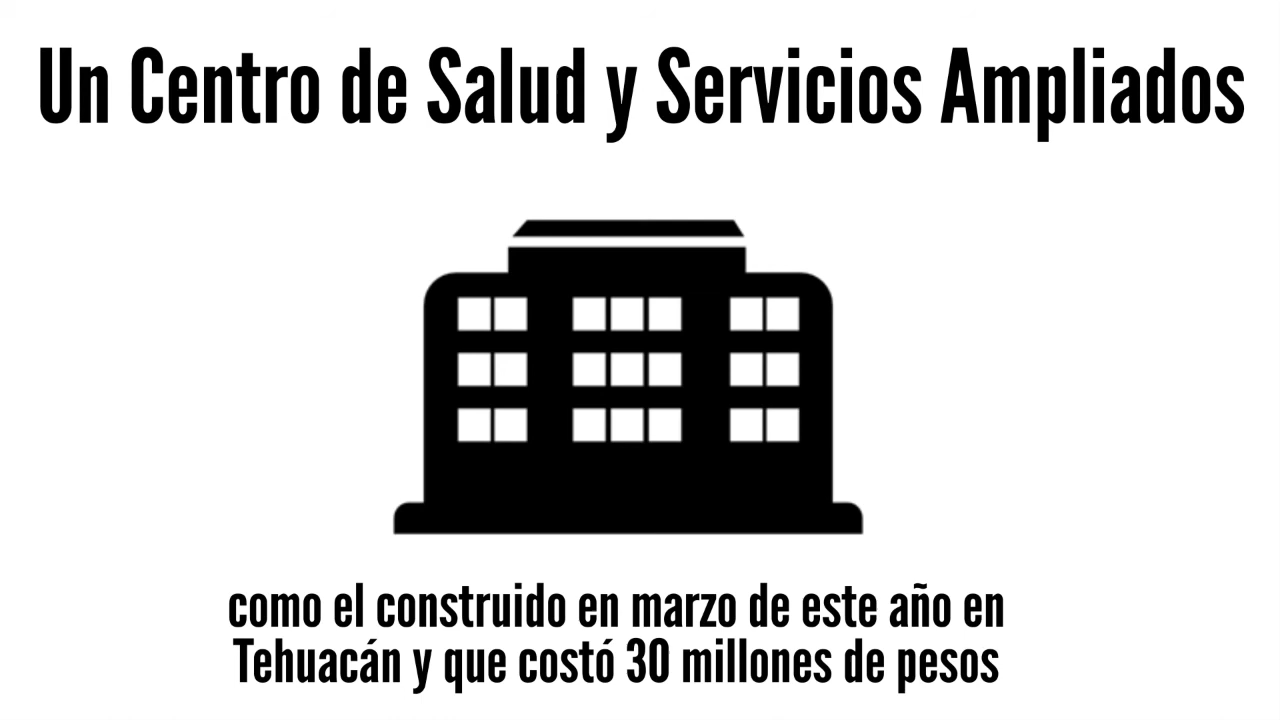 Un Centro de Salud y Servicios Ampliados
como el construido en marzo de este año en
Tehuacán y que costó 30 millones de pesos